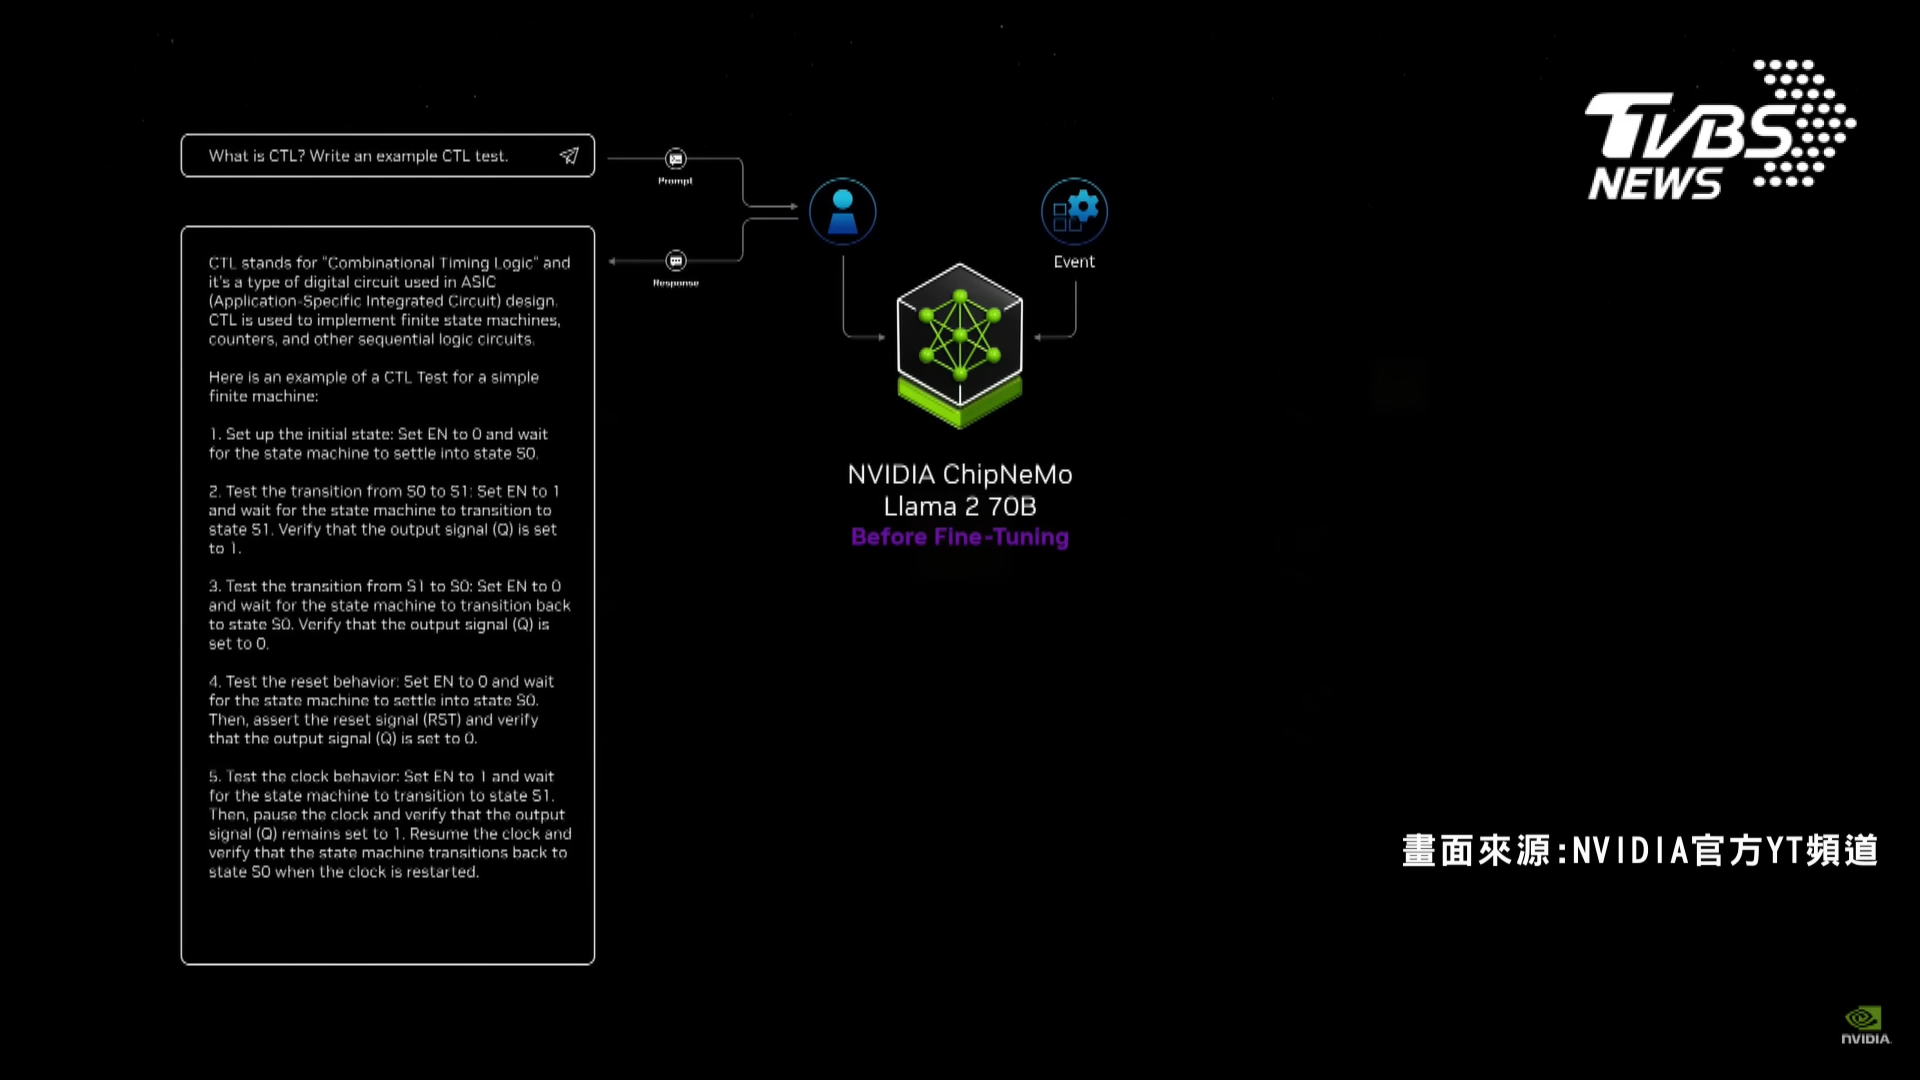 TVBS
NEWS
What is CTL? Write an example CTL test.
Prompt
Response
CTL stands for "Combinational Timing Logic" and
it's a type of digital circuit used in ASIC
(Application-Specific Integrated Circuit) design.
CTL is used to implement finite state machines,
counters, and other sequential logic circuits.
Here is an example of a CTL Test for a simple
finite machine:
1. Set up the initial state: Set EN to 0 and wait
for the state machine to settle into state S0.
2. Test the transition from S0 to S1: Set EN to 1
and wait for the state machine to transition to
state S1. Verify that the output signal (Q) is set
to 1.
3. Test the transition from S1 to S0: Set EN to 0
and wait for the state machine to transition back
to state S0. Verify that the output signal (Q) is
set to 0.
4. Test the reset behavior: Set EN to 0 and wait
for the state machine to settle into state S0.
Then, assert the reset signal (RST) and verify
that the output signal (Q) is set to 0.
5. Test the clock behavior: Set EN to 1 and wait
for the state machine to transition to state S1.
Then, pause the clock and verify that the output
signal (Q) remains set to 1. Resume the clock and
verify that the state machine transitions back to
state S0 when the clock is restarted.
Event
NVIDIA ChipNeMo
Llama 2 70B
Before Fine-Tuning
畫面來源:NVIDIA官方YT頻道
NVIDIA